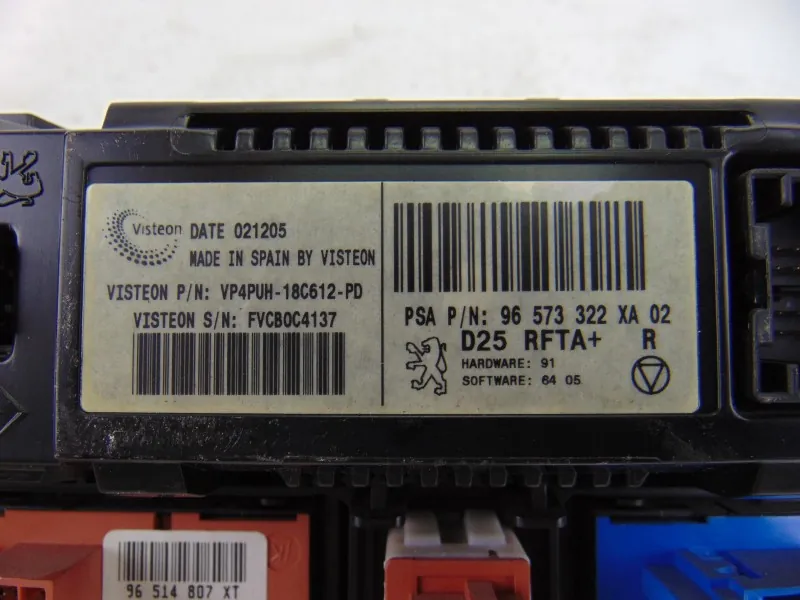 Visteon DATE 021205
MADE IN SPAIN BY VISTEON
VISTEON P/N: VP4PUH-18C612-PD
VISTEON S/N: FVCB0C4137
PSA P/N: 96 573 322 XA 02
D25 RFTA+ R
HARDWARE: 91
SOFTWARE: 64 05
96 514 807 XT